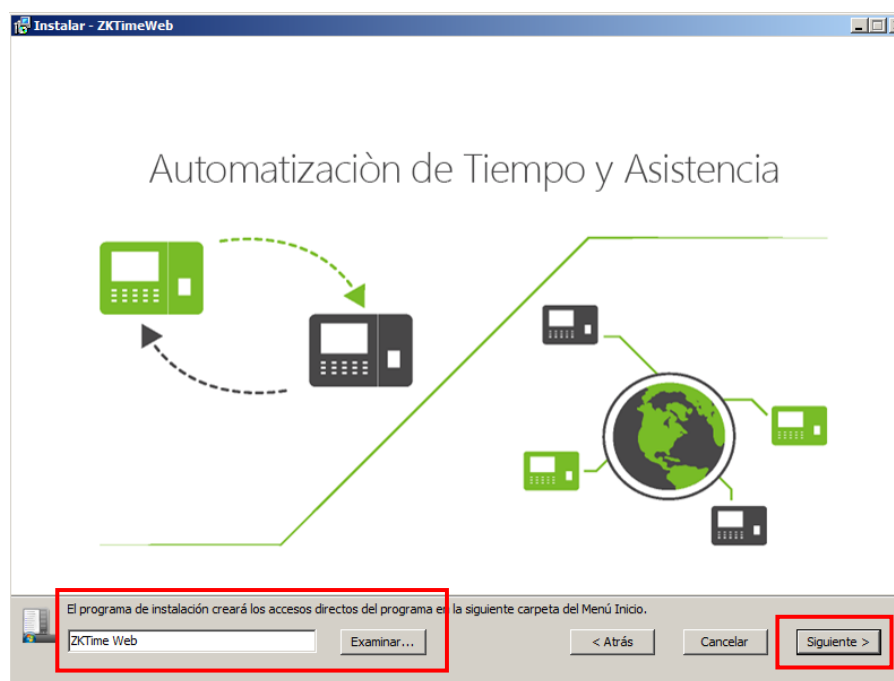 Instalar - ZKTimeWeb
Automatizaciòn de Tiempo y Asistencia
El programa de instalación creará los accesos directos del programa en la siguiente carpeta del Menú Inicio.
ZKTime Web
Examinar...
< Atrás
Cancelar
Siguiente >